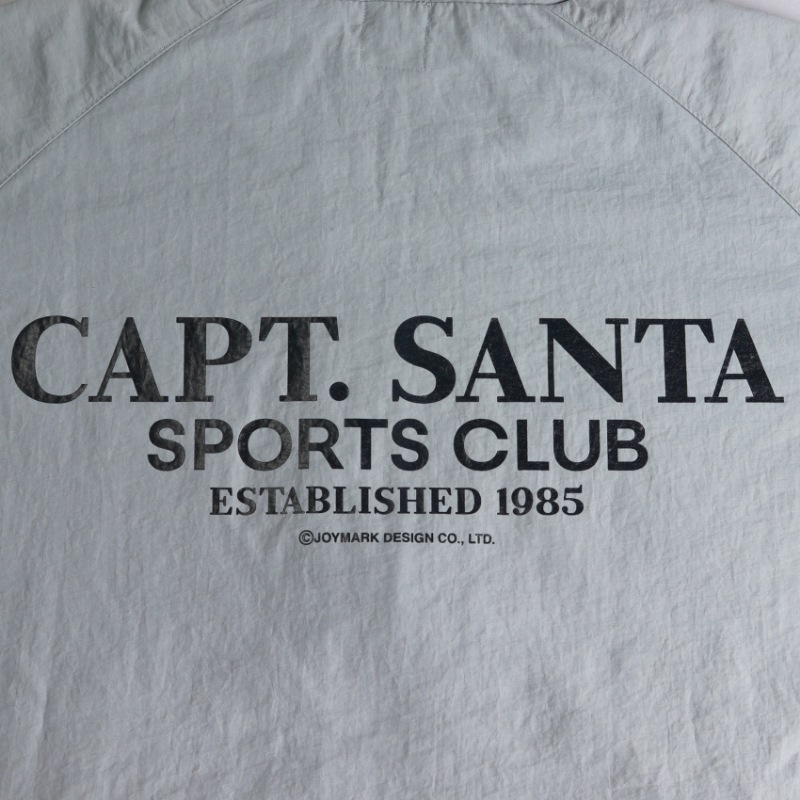 CAPT. SANTA
SPORTS CLUB
ESTABLISHED 1985
©JOYMARK DESIGN CO., LTD.